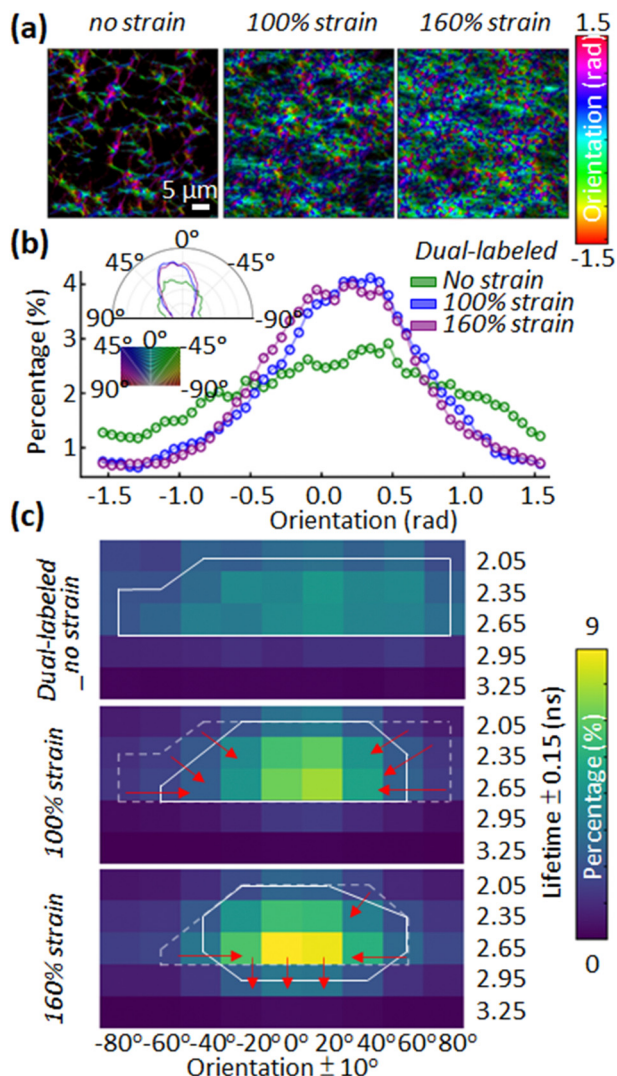 (a) no strain 100% strain 160% strain
1.5
Orientation (rad)
-1.5
5 µm
(b)
Dual-labeled
No strain
100% strain
160% strain
0°
45° -45°
90° -90°
0°
45° -45°
90° -90°
Percentage (%)
4
3
2
1
-1.5 -1.0 -0.5 0.0 0.5 1.0 1.5
Orientation (rad)
(c)
Dual-labeled
_no strain
2.05
2.35
2.65
2.95
3.25
100% strain
2.05
2.35
2.65
2.95
3.25
160% strain
2.05
2.35
2.65
2.95
3.25
Lifetime ± 0.15 (ns)
9
Percentage (%)
0
-80°-60°-40°-20° 0° 20° 40° 60° 80°
Orientation ± 10°